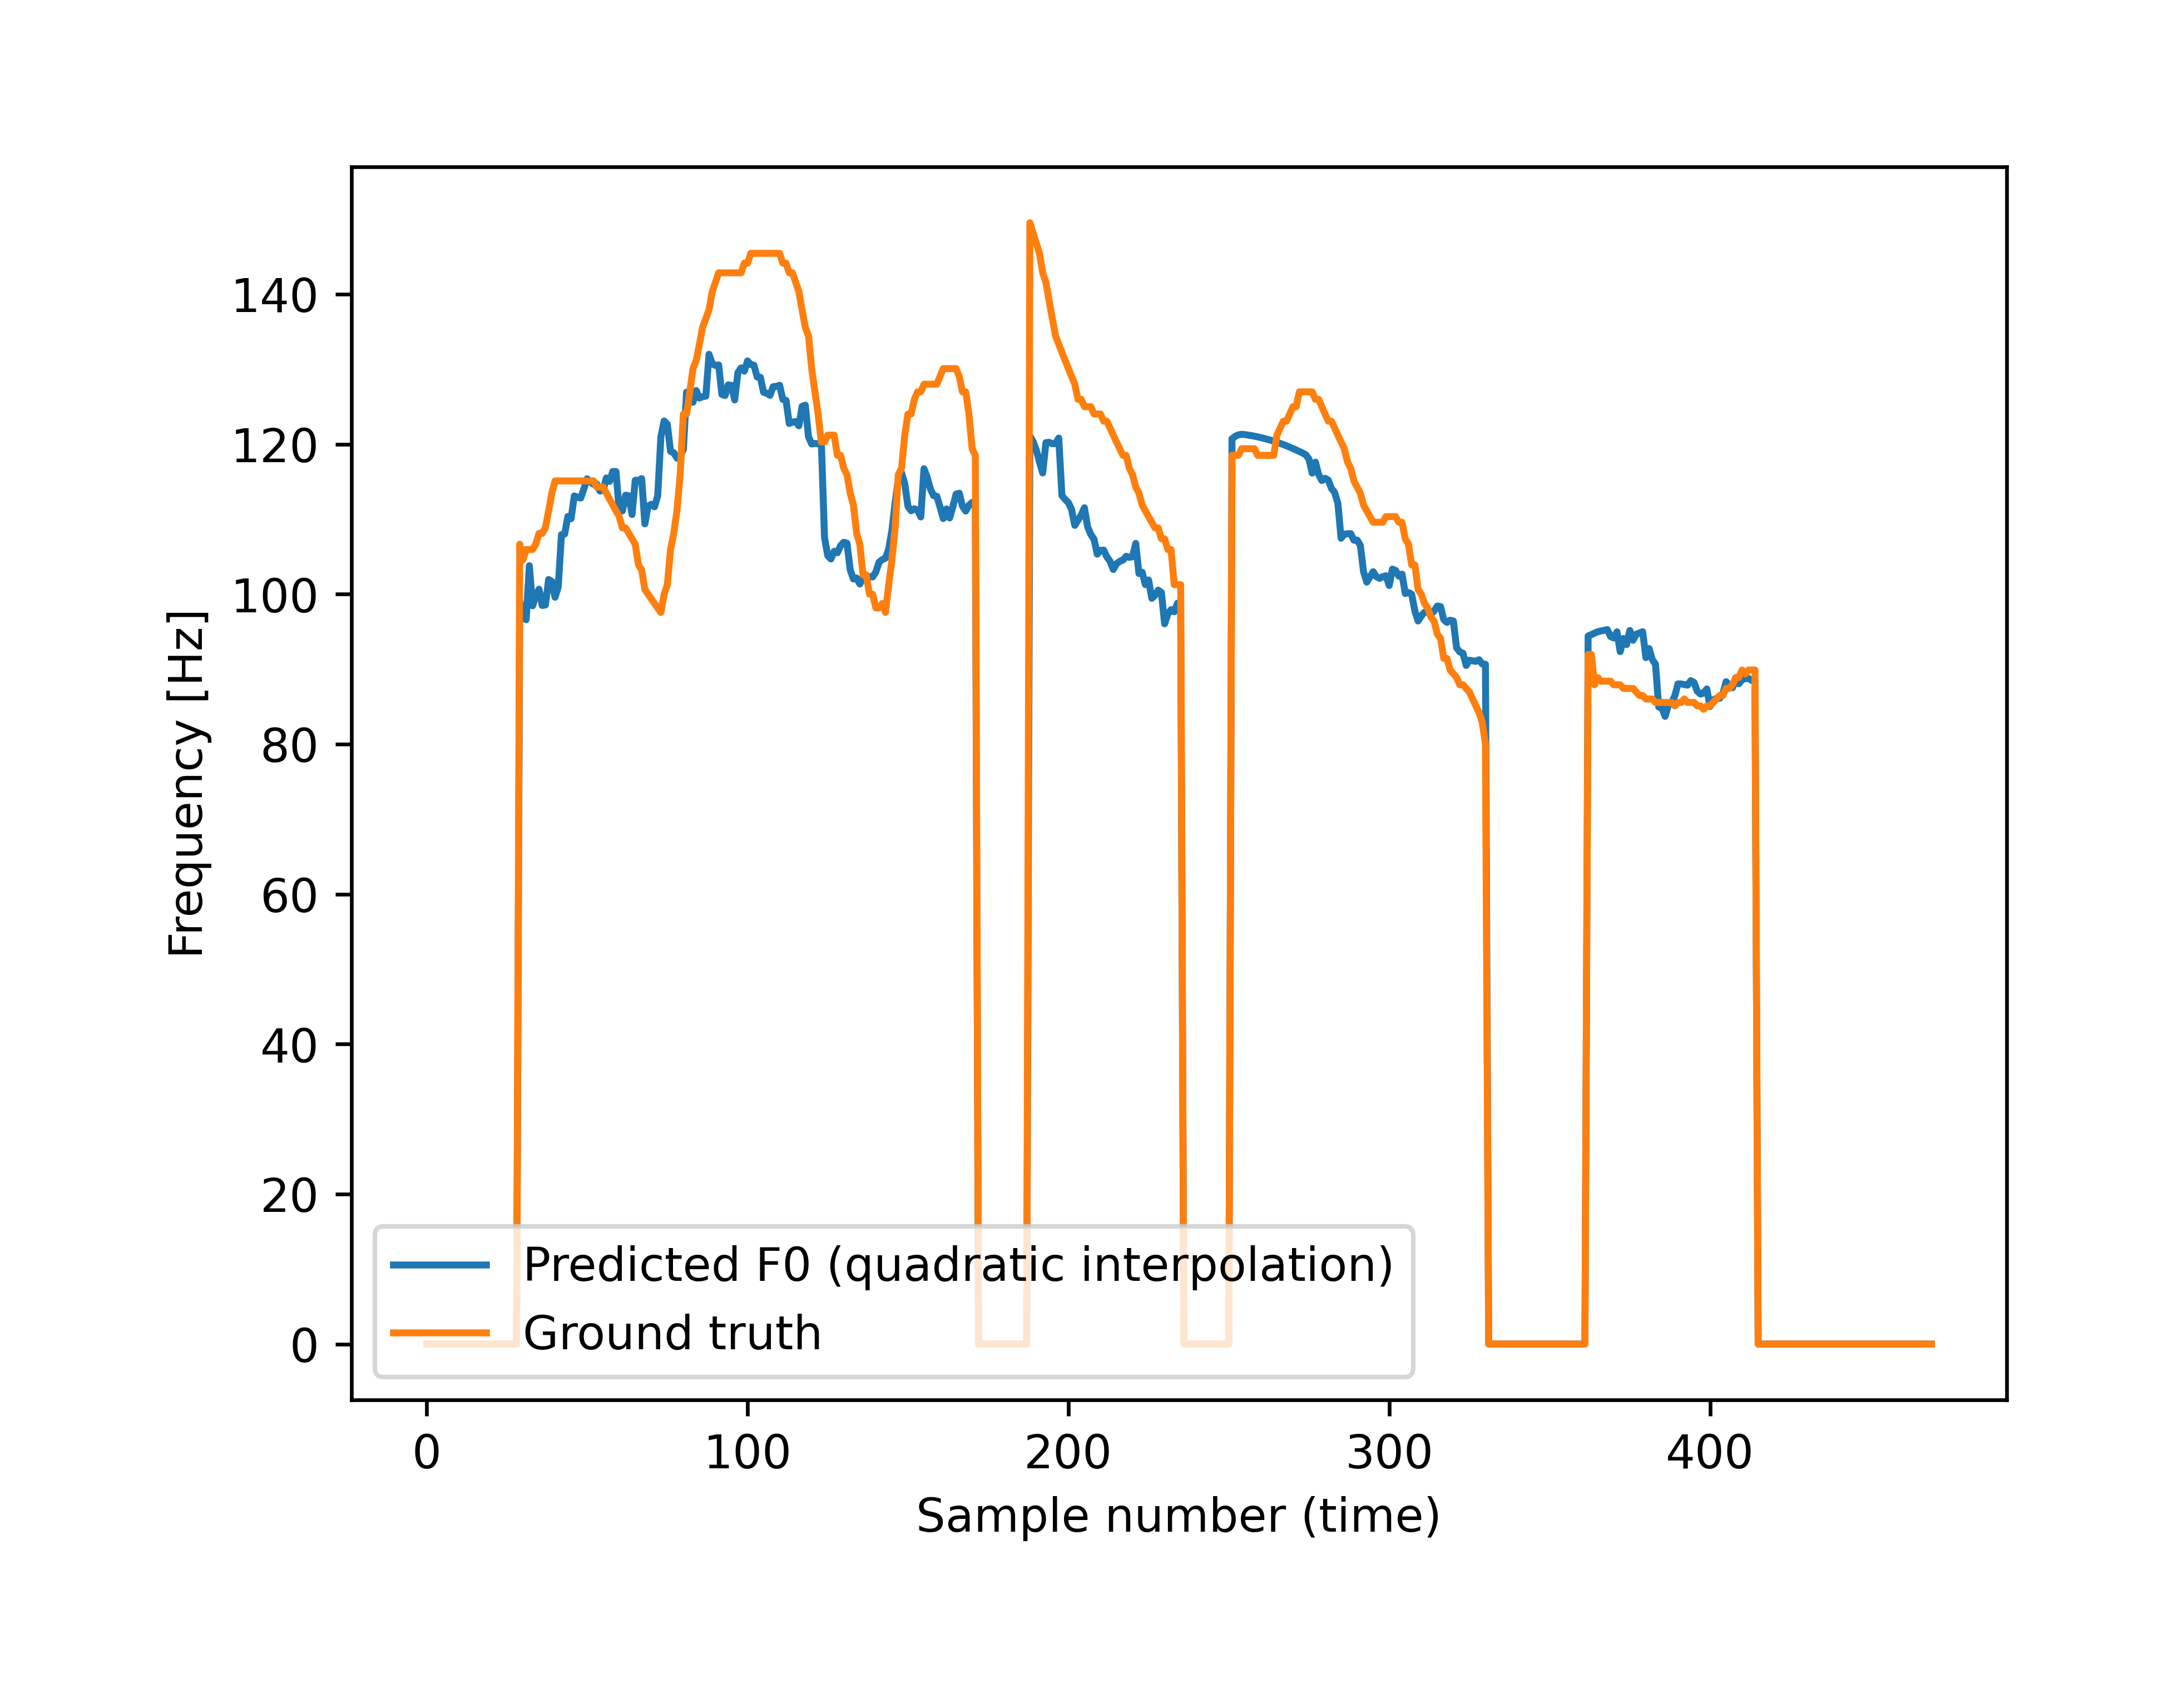 140
120
100
80
60
40
20
0
Frequency [Hz]
Predicted F0 (quadratic interpolation)
Ground truth
0 100 200 300 400
Sample number (time)